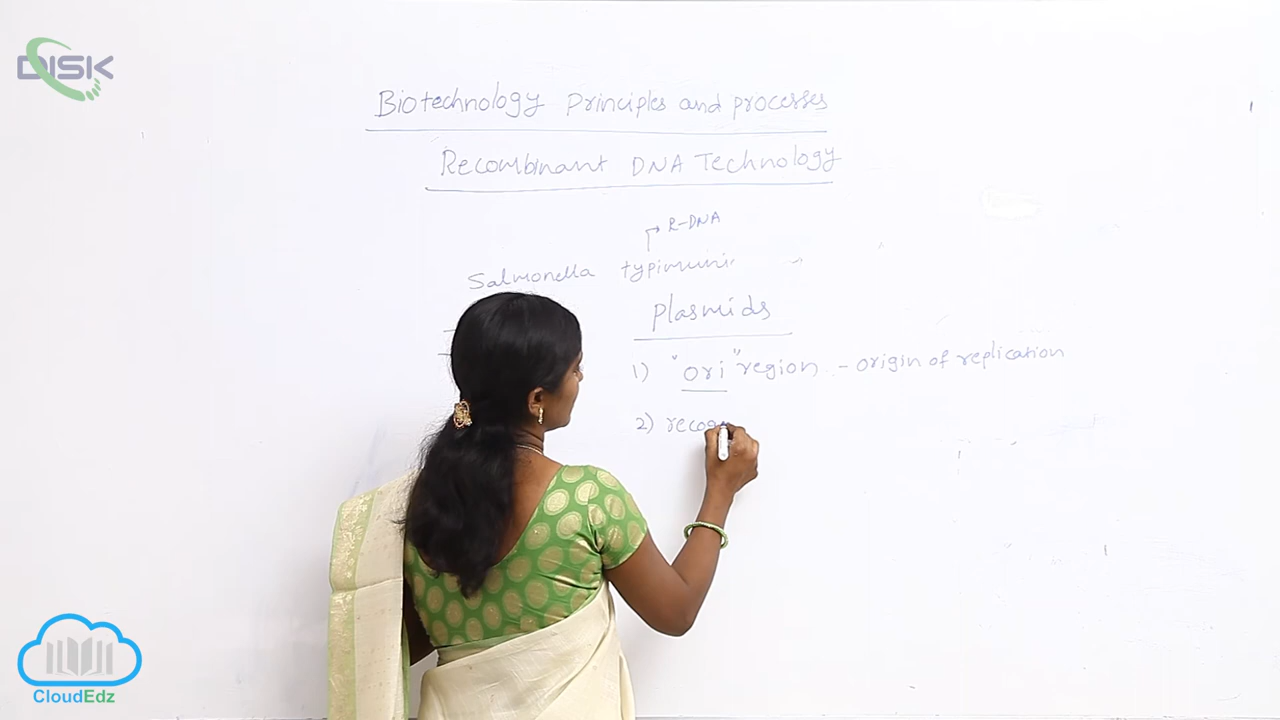 DISK
Biotechnology principles and processes
Recombinant DNA Technology
R-DNA
Salmonella typimuri
plasmids
1) "ori" region - origin of replication
2) recog
CloudEdz